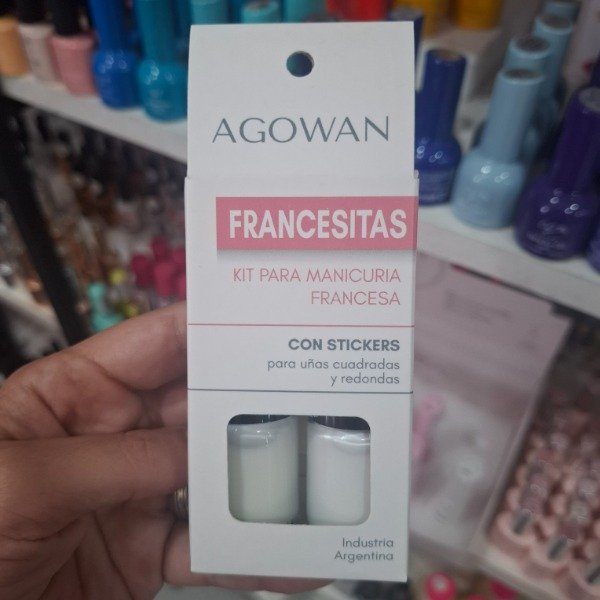 AGOWAN
FRANCESITAS
KIT PARA MANICURIA
FRANCESA
CON STICKERS
para uñas cuadradas
y redondas
Industria
Argentina